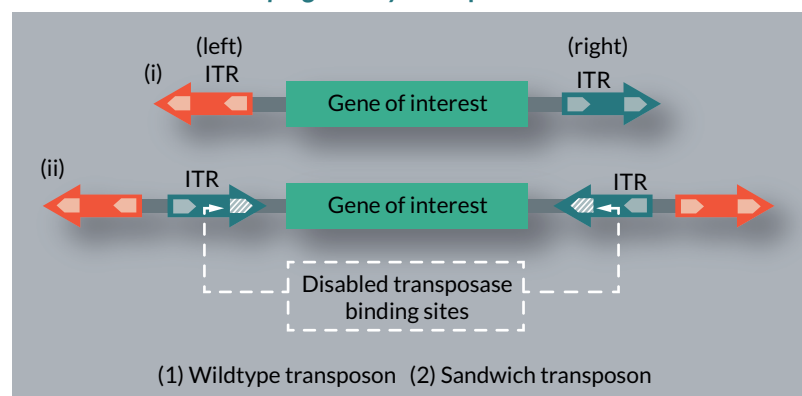 (left)
(right)
(i)
ITR
ITR
Gene of interest
(ii)
ITR
ITR
Gene of interest
Disabled transposase
binding sites
(1) Wildtype transposon (2) Sandwich transposon